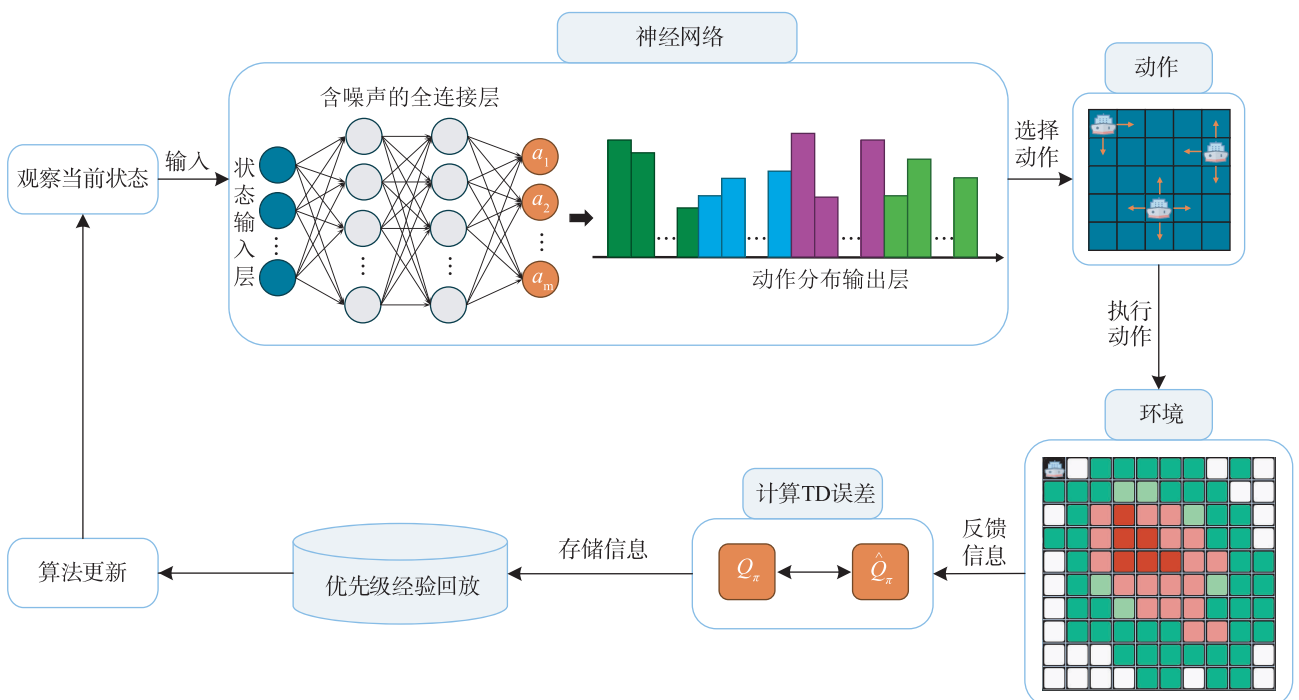 神经网络
动作
含噪声的全连接层
观察当前状态
输入
状态输入层
a₁
a₂
⋮
aₘ
动作分布输出层
选择
动作
执行
动作
环境
反馈
信息
计算TD误差
Q_π
Q̂_π
存储信息
优先级经验回放
算法更新